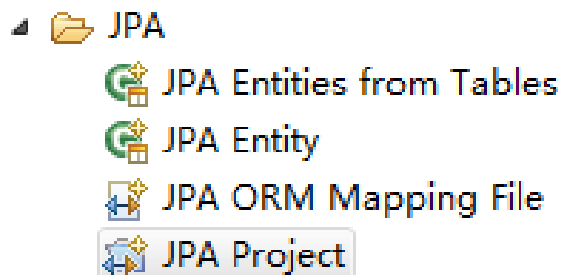 JPA
JPA Entities from Tables
JPA Entity
JPA ORM Mapping File
JPA Project